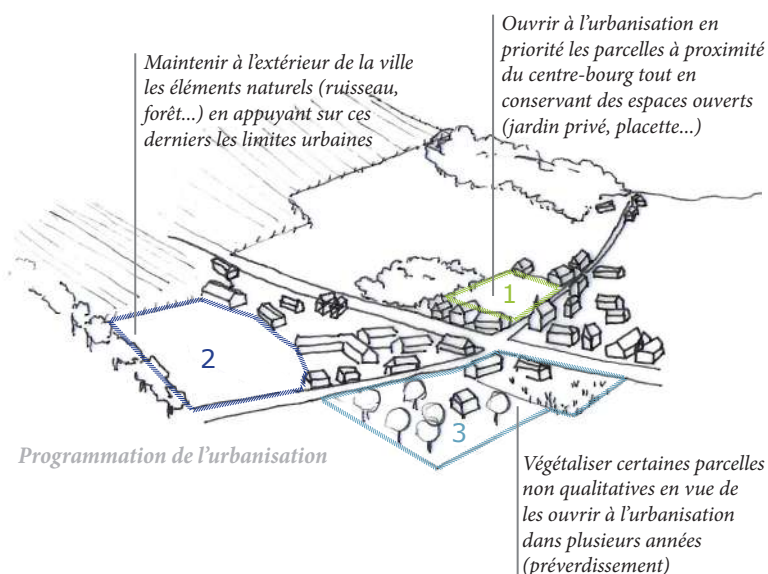 Ouvrir à l'urbanisation en
priorité les parcelles à proximité
du centre-bourg tout en
conservant des espaces ouverts
(jardin privé, placette...)
Maintenir à l'extérieur de la ville
les éléments naturels (ruisseau,
forêt...) en appuyant sur ces
derniers les limites urbaines
1
2
3
Programmation de l'urbanisation
Végétaliser certaines parcelles
non qualitatives en vue de
les ouvrir à l'urbanisation
dans plusieurs années
(préverdissement)